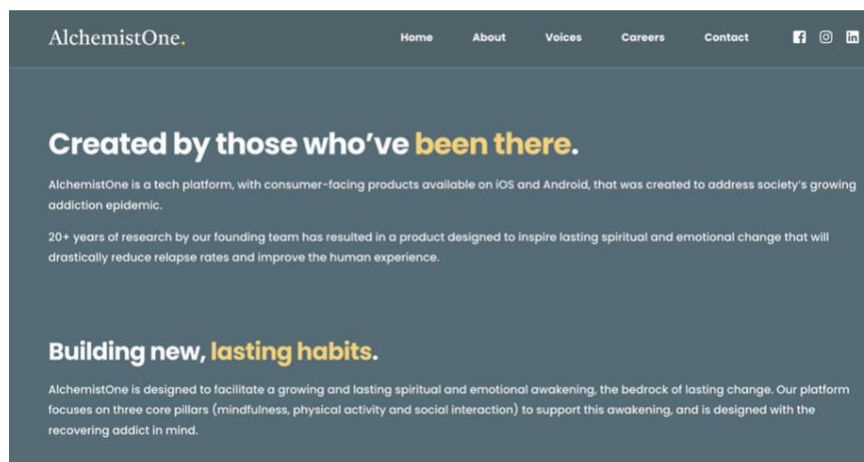 AlchemistOne.
Home About Voices Careers Contact
Created by those who’ve been there.
AlchemistOne is a tech platform, with consumer-facing products available on iOS and Android, that was created to address society’s growing
addiction epidemic.
20+ years of research by our founding team has resulted in a product designed to inspire lasting spiritual and emotional change that will
drastically reduce relapse rates and improve the human experience.
Building new, lasting habits.
AlchemistOne is designed to facilitate a growing and lasting spiritual and emotional awakening, the bedrock of lasting change. Our platform
focuses on three core pillars (mindfulness, physical activity and social interaction) to support this awakening, and is designed with the
recovering addict in mind.